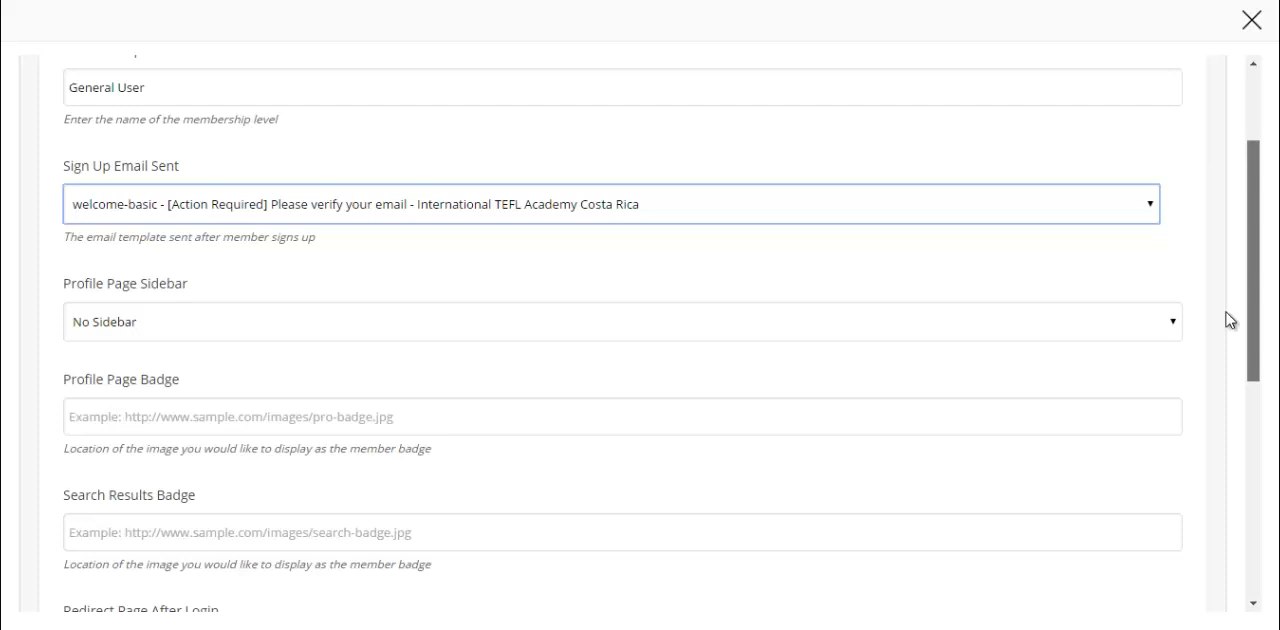 General User
Enter the name of the membership level
Sign Up Email Sent
welcome-basic - [Action Required] Please verify your email - International TEFL Academy Costa Rica
The email template sent after member signs up
Profile Page Sidebar
No Sidebar
Profile Page Badge
Example: http://www.sample.com/images/pro-badge.jpg
Location of the image you would like to display as the member badge
Search Results Badge
Example: http://www.sample.com/images/search-badge.jpg
Location of the image you would like to display as the member badge
Redirect Page After Login